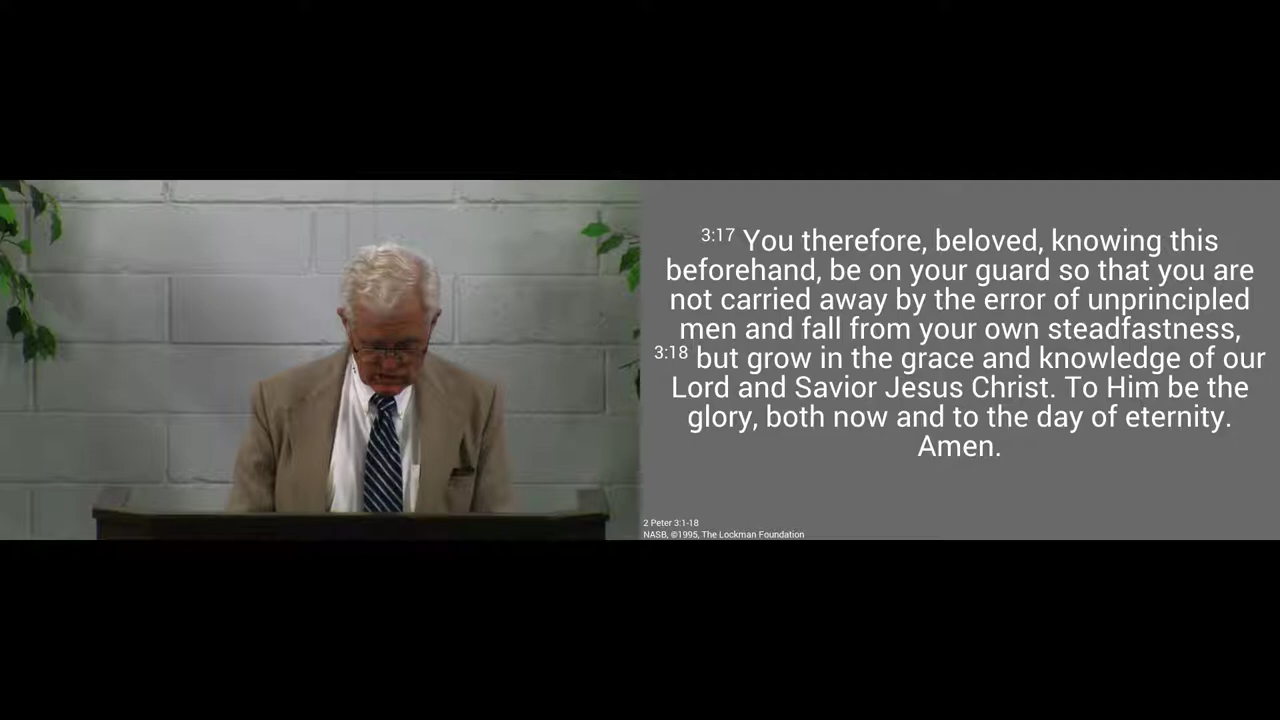 3:17 You therefore, beloved, knowing this
beforehand, be on your guard so that you are
not carried away by the error of unprincipled
men and fall from your own steadfastness,
3:18 but grow in the grace and knowledge of our
Lord and Savior Jesus Christ. To Him be the
glory, both now and to the day of eternity.
Amen.
2 Peter 3:1-18
NASB, ©1995, The Lockman Foundation